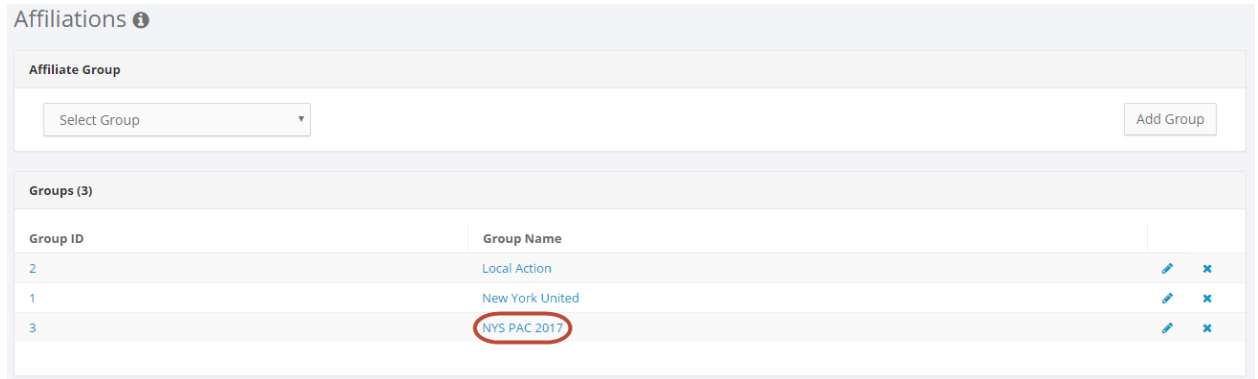 Affiliations
Affiliate Group
Select Group
Add Group
Groups (3)
Group ID Group Name
2 Local Action
1 New York United
3 NYS PAC 2017